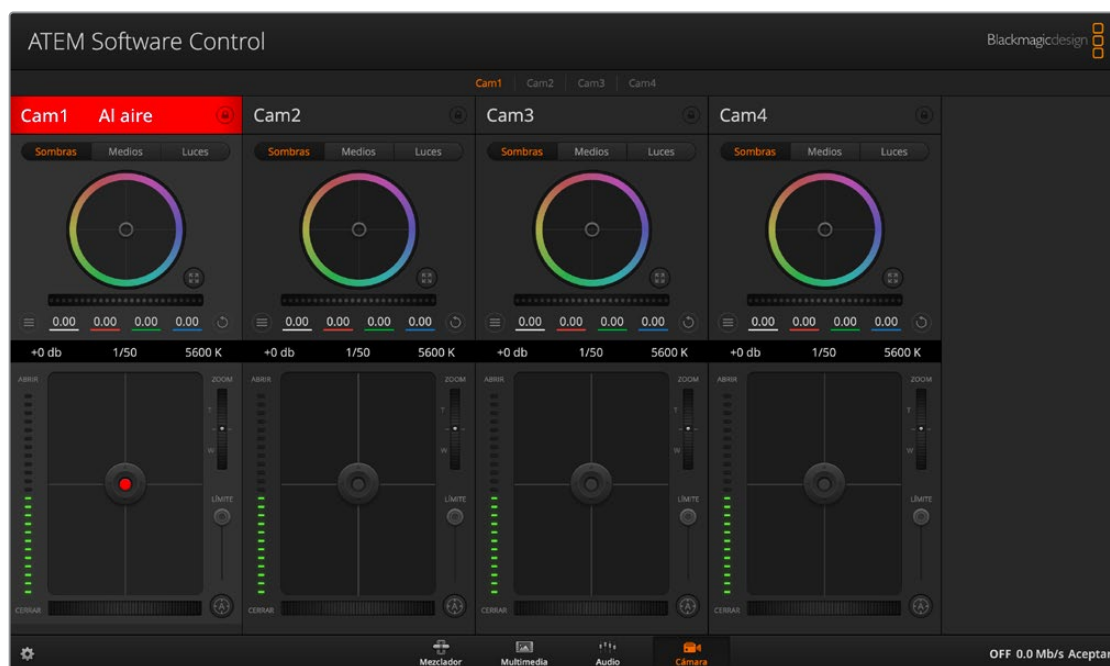 ATEM Software Control
Blackmagicdesign
Cam1 Cam2 Cam3 Cam4
Cam1 Al aire Cam2 Cam3 Cam4
Sombras Medios Luces Sombras Medios Luces Sombras Medios Luces Sombras Medios Luces
0.00 0.00 0.00 0.00 0.00 0.00 0.00 0.00 0.00 0.00 0.00 0.00 0.00 0.00 0.00 0.00
+0 db 1/50 5600 K +0 db 1/50 5600 K +0 db 1/50 5600 K +0 db 1/50 5600 K
ABRIR ZOOM ABRIR ZOOM ABRIR ZOOM ABRIR ZOOM
T T T T
W W W W
LÍMITE LÍMITE LÍMITE LÍMITE
CERRAR A CERRAR A CERRAR A CERRAR A
Mezclador Multimedia Audio Cámara
OFF 0.0 Mb/s Aceptar